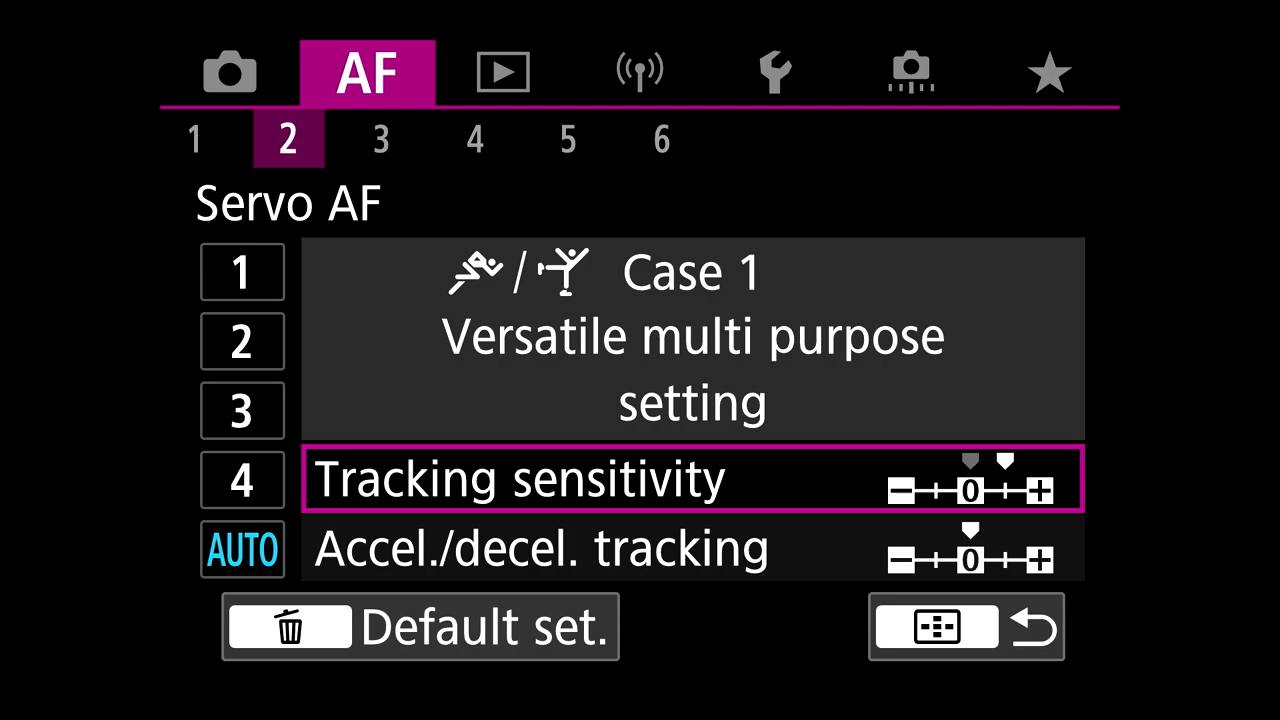 AF
1 2 3 4 5 6
Servo AF
1
/ Case 1
2
Versatile multi purpose
setting
3
4
Tracking sensitivity
− 0 +
AUTO
Accel./decel. tracking
− 0 +
Default set.